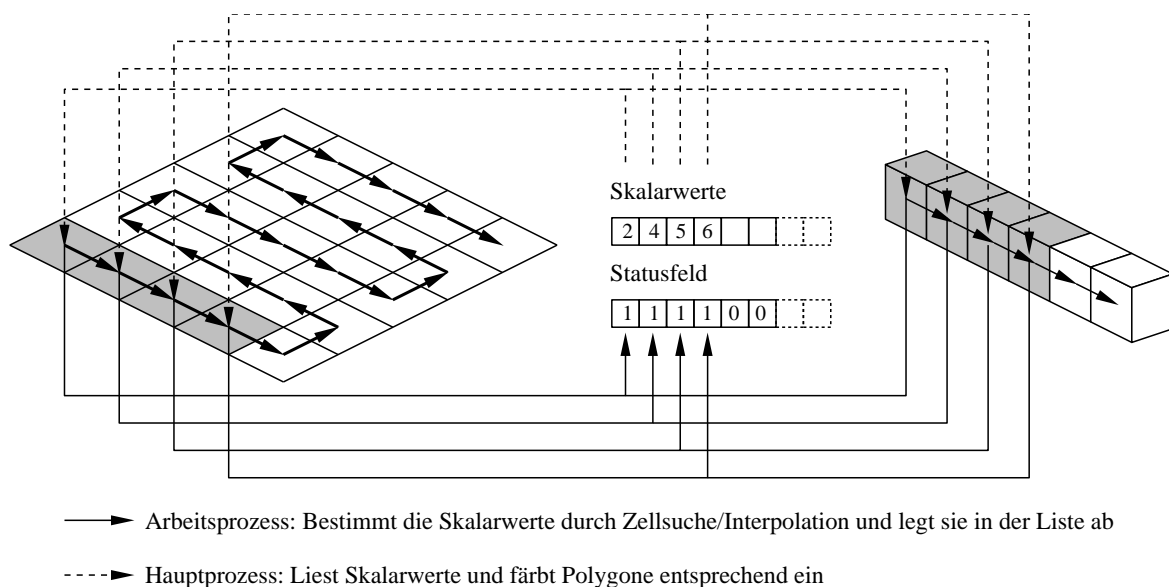 Skalarwerte
2 4 5 6
Statusfeld
1 1 1 1 0 0
Arbeitsprozess: Bestimmt die Skalarwerte durch Zellsuche/Interpolation und legt sie in der Liste ab
Hauptprozess: Liest Skalarwerte und färbt Polygone entsprechend ein